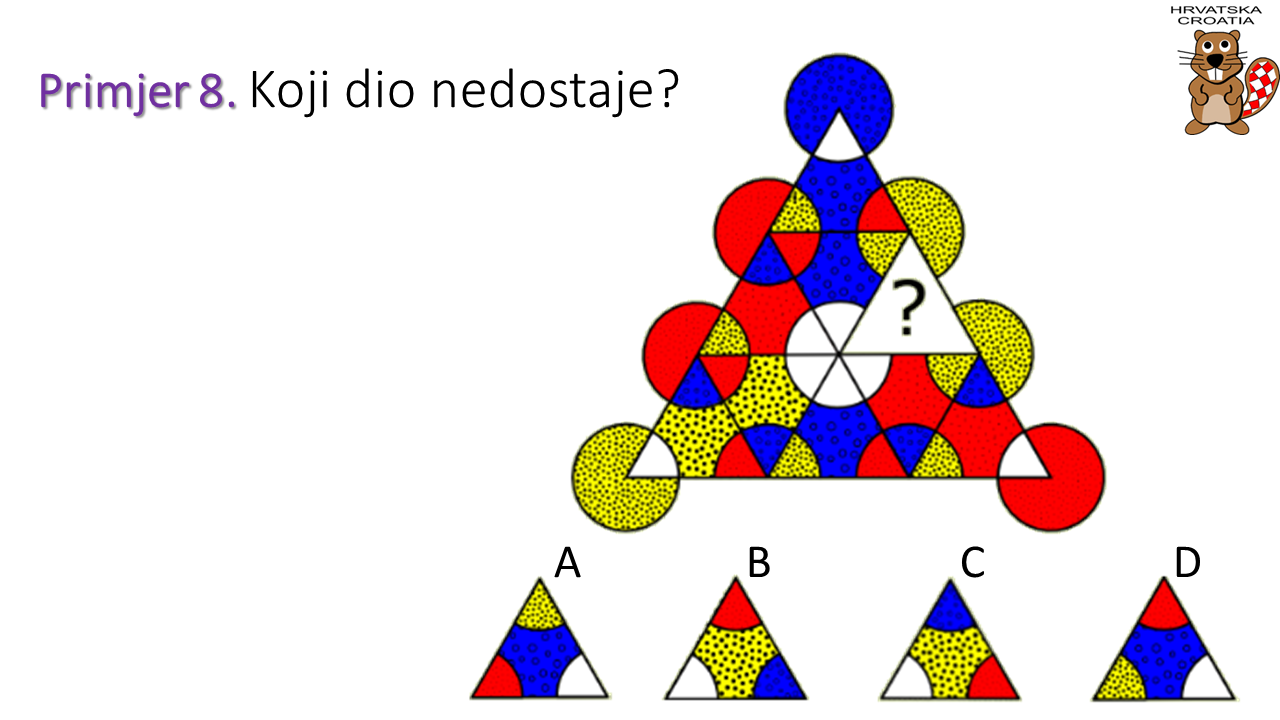 HRVATSKA
CROATIA
Primjer 8. Koji dio nedostaje?
?
A B C D